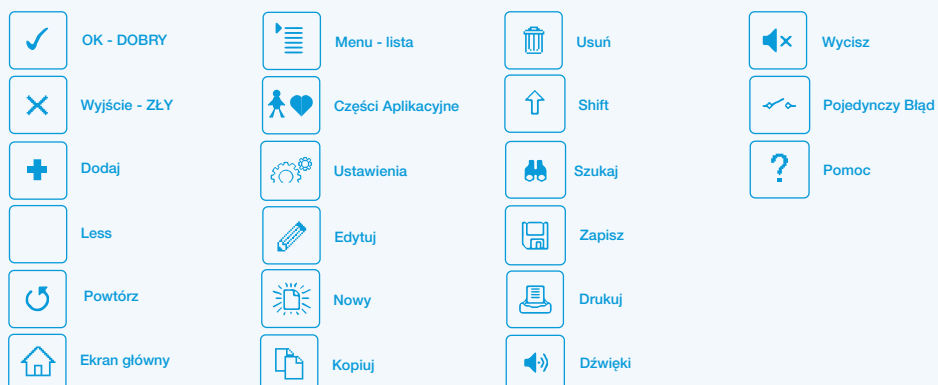 OK - DOBRY
Wyjście - ZŁY
Dodaj
Less
Powtórz
Ekran główny
Menu - lista
Części Aplikacyjne
Ustawienia
Edytuj
Nowy
Kopiuj
Usuń
Shift
Szukaj
Zapisz
Drukuj
Dźwięki
Wycisz
Pojedynczy Błąd
?
Pomoc